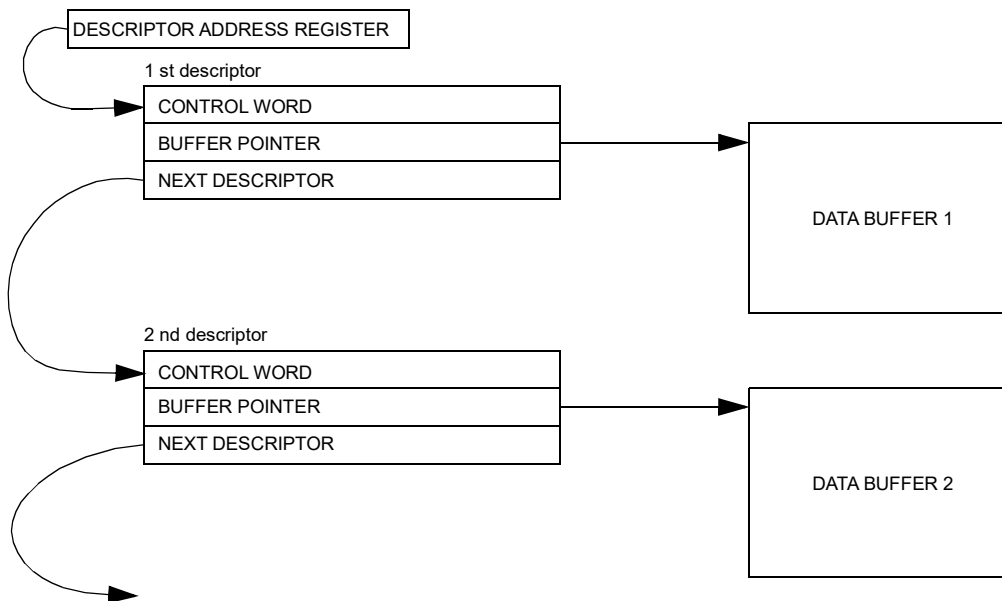 DESCRIPTOR ADDRESS REGISTER
1 st descriptor
CONTROL WORD
BUFFER POINTER
NEXT DESCRIPTOR
DATA BUFFER 1
2 nd descriptor
CONTROL WORD
BUFFER POINTER
NEXT DESCRIPTOR
DATA BUFFER 2